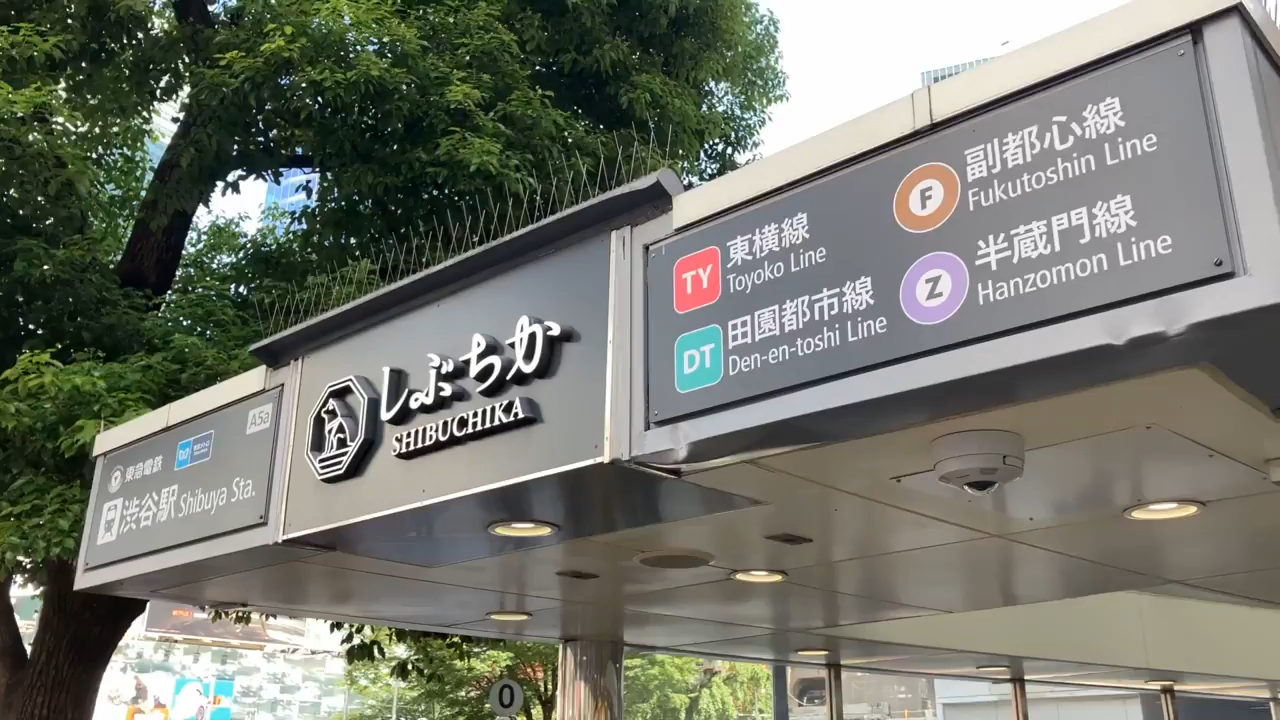 A5a
東急電鉄
渋谷駅 Shibuya Sta.
しぶちか
SHIBUCHIKA
TY 東横線
Toyoko Line
DT 田園都市線
Den-en-toshi Line
F 副都心線
Fukutoshin Line
Z 半蔵門線
Hanzomon Line
0